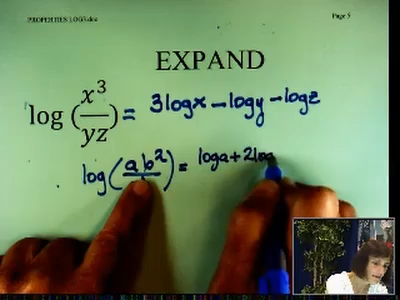 PROPERTIES LOGS.doc Page 5
EXPAND
log (x³/yz) = 3logx - logy - logz
log (ab²/ ) = loga + 2log